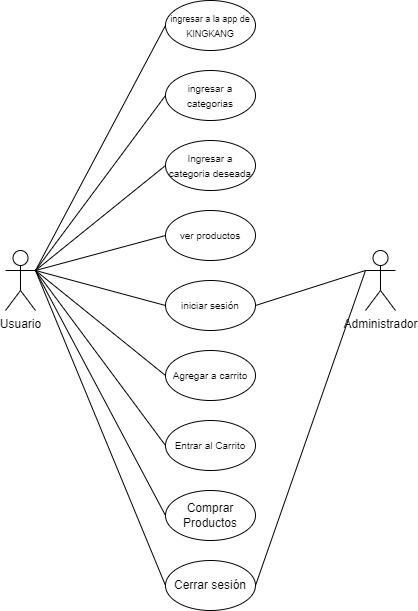 ingresar a la app de
KINGKANG
ingresar a
categorias
Ingresar a
categoria deseada
ver productos
iniciar sesión
Usuario
Administrador
Agregar a carrito
Entrar al Carrito
Comprar
Productos
Cerrar sesión